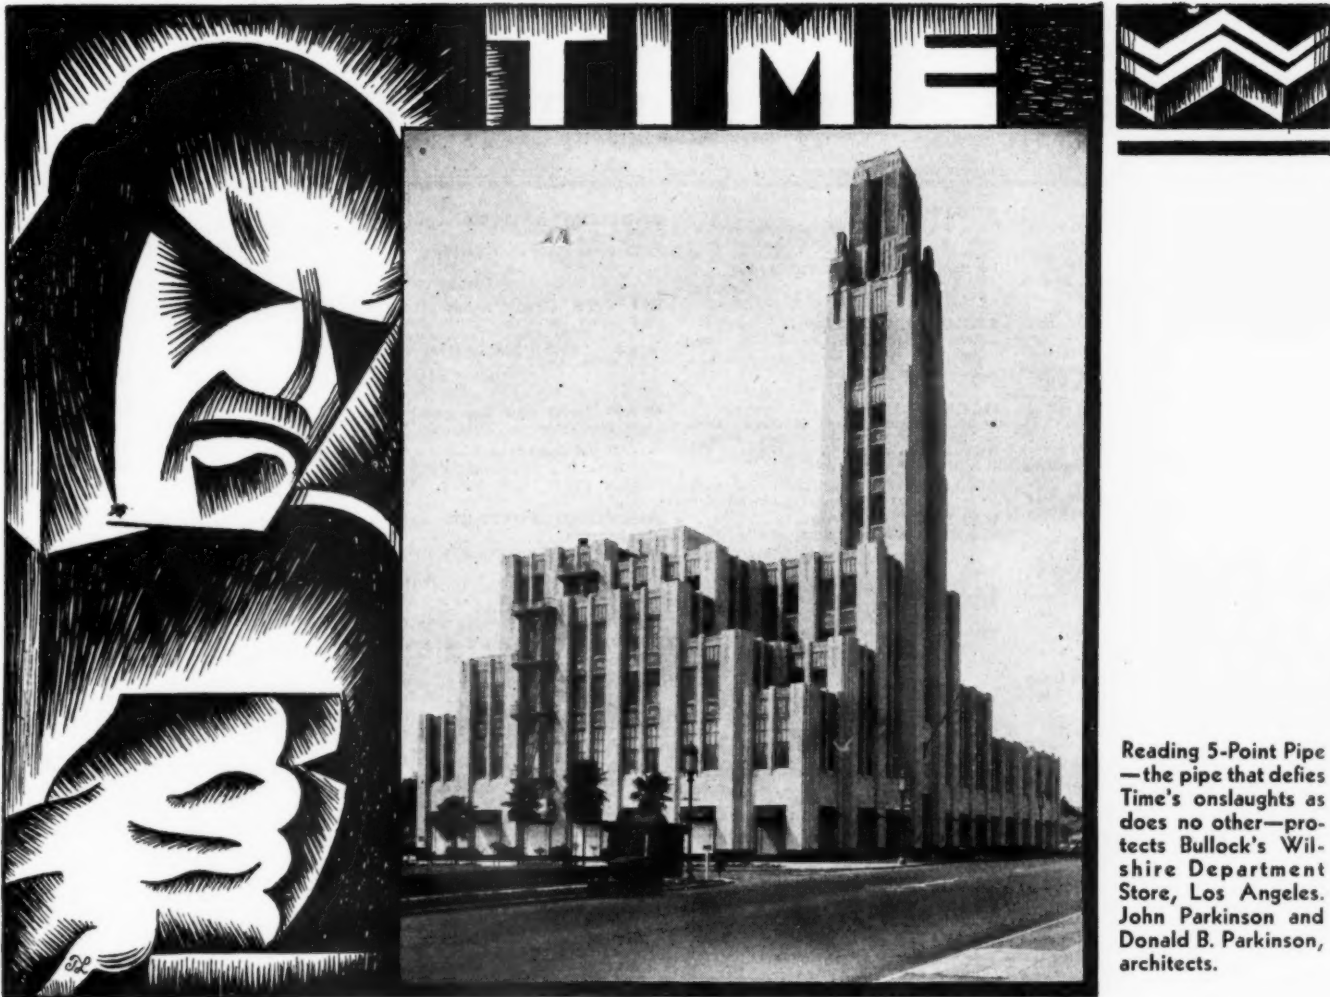 TIME
Reading 5-Point Pipe
—the pipe that defies
Time's onslaughts as
does no other—pro-
tects Bullock's Wil-
shire Department
Store, Los Angeles.
John Parkinson and
Donald B. Parkinson,
architects.